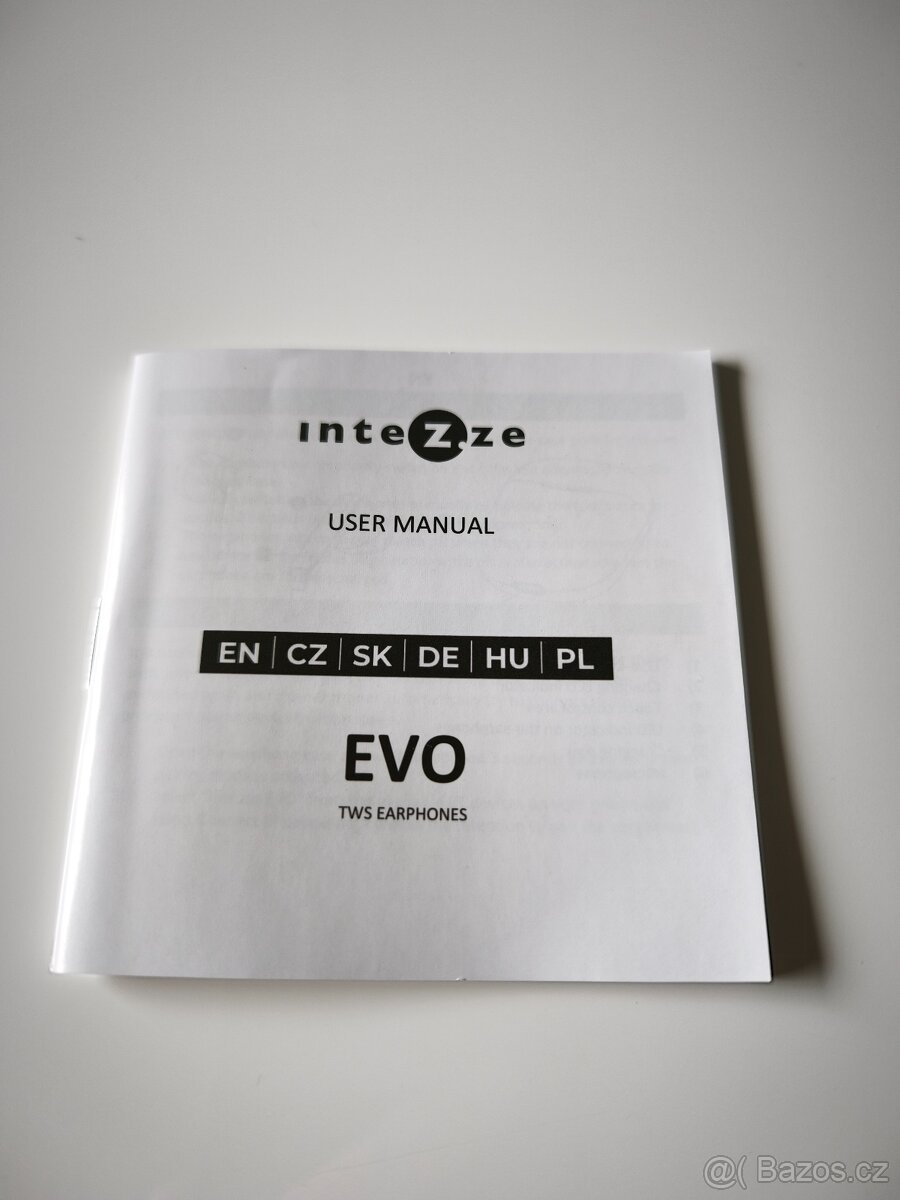 intezze
USER MANUAL
EN | CZ | SK | DE | HU | PL
EVO
TWS EARPHONES
@( Bazos.cz